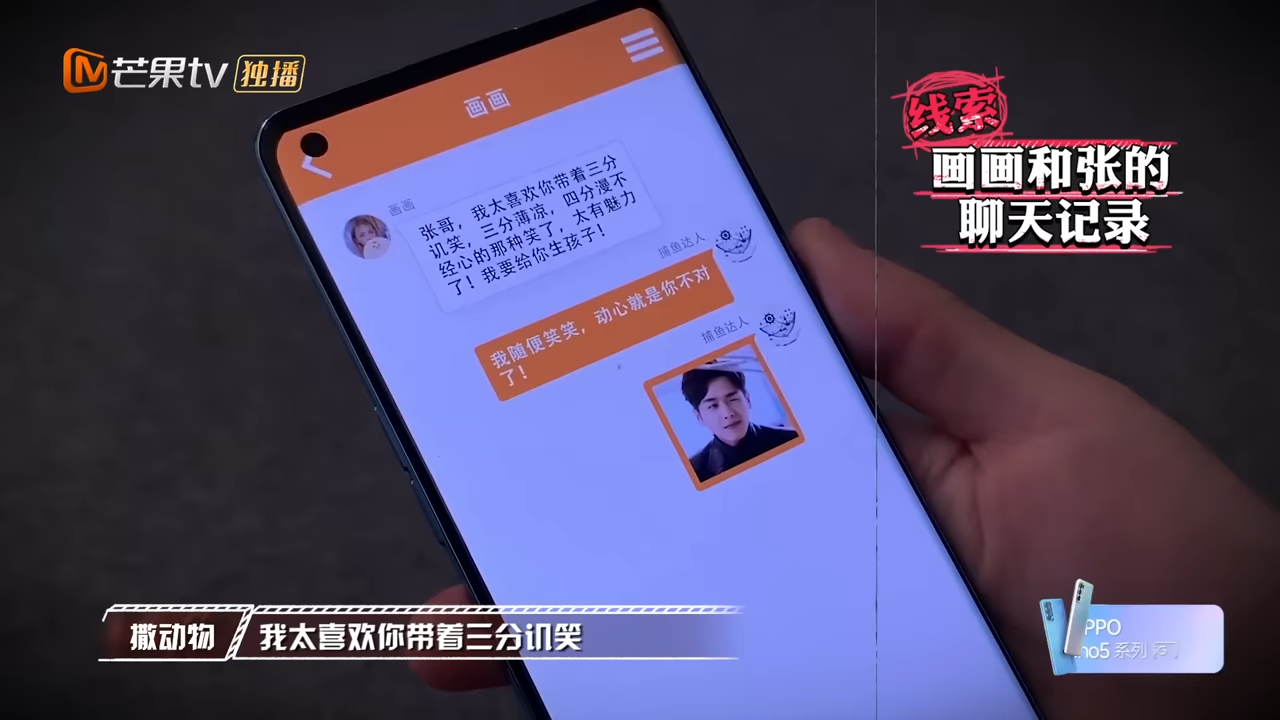 芒果tv 独播
线索
画画和张的
聊天记录
画画
画画
张哥，我太喜欢你带着三分
讥笑，三分薄凉，四分漫不
经心的那种笑了，太有魅力
了！我要给你生孩子！
捕鱼达人
我随便笑笑，动心就是你不对
了！
捕鱼达人
撒动物 我太喜欢你带着三分讥笑
PPO
no5 系列